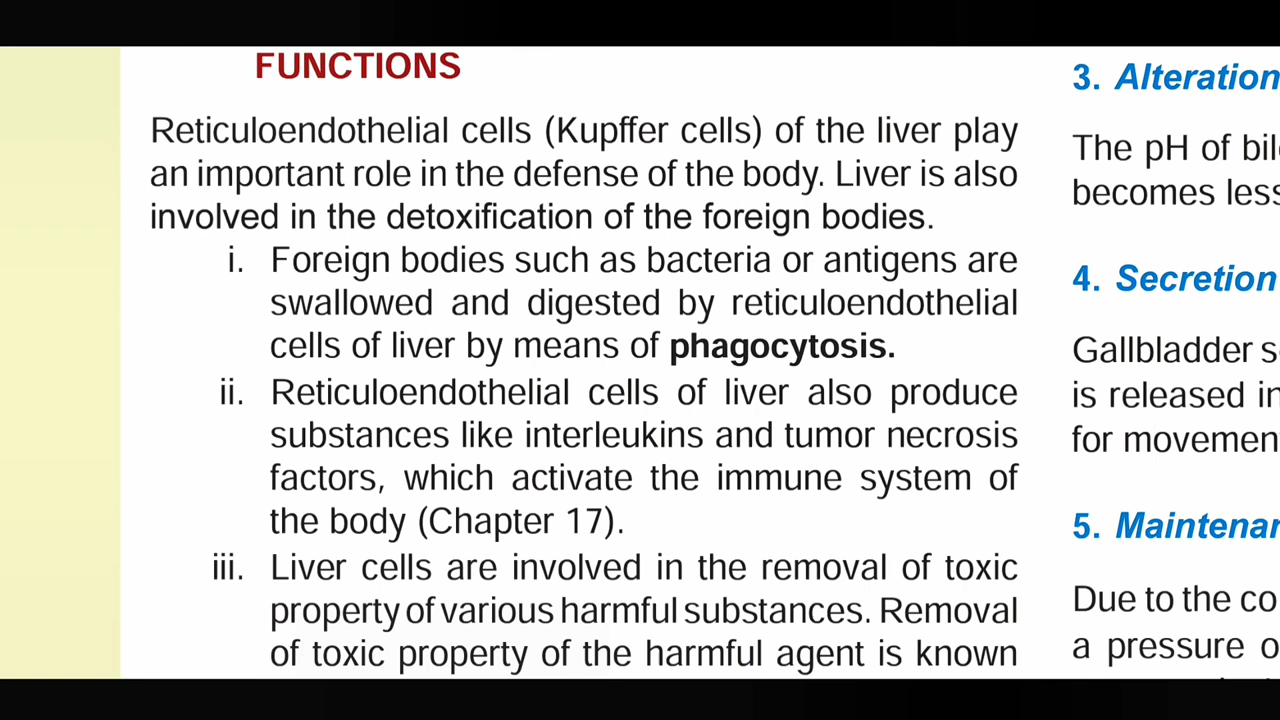 FUNCTIONS
Reticuloendothelial cells (Kupffer cells) of the liver play
an important role in the defense of the body. Liver is also
involved in the detoxification of the foreign bodies.
i. Foreign bodies such as bacteria or antigens are
swallowed and digested by reticuloendothelial
cells of liver by means of phagocytosis.
ii. Reticuloendothelial cells of liver also produce
substances like interleukins and tumor necrosis
factors, which activate the immune system of
the body (Chapter 17).
iii. Liver cells are involved in the removal of toxic
property of various harmful substances. Removal
of toxic property of the harmful agent is known
3. Alteration
The pH of bil
becomes less
4. Secretion
Gallbladder s
is released in
for movemen
5. Maintenan
Due to the co
a pressure o